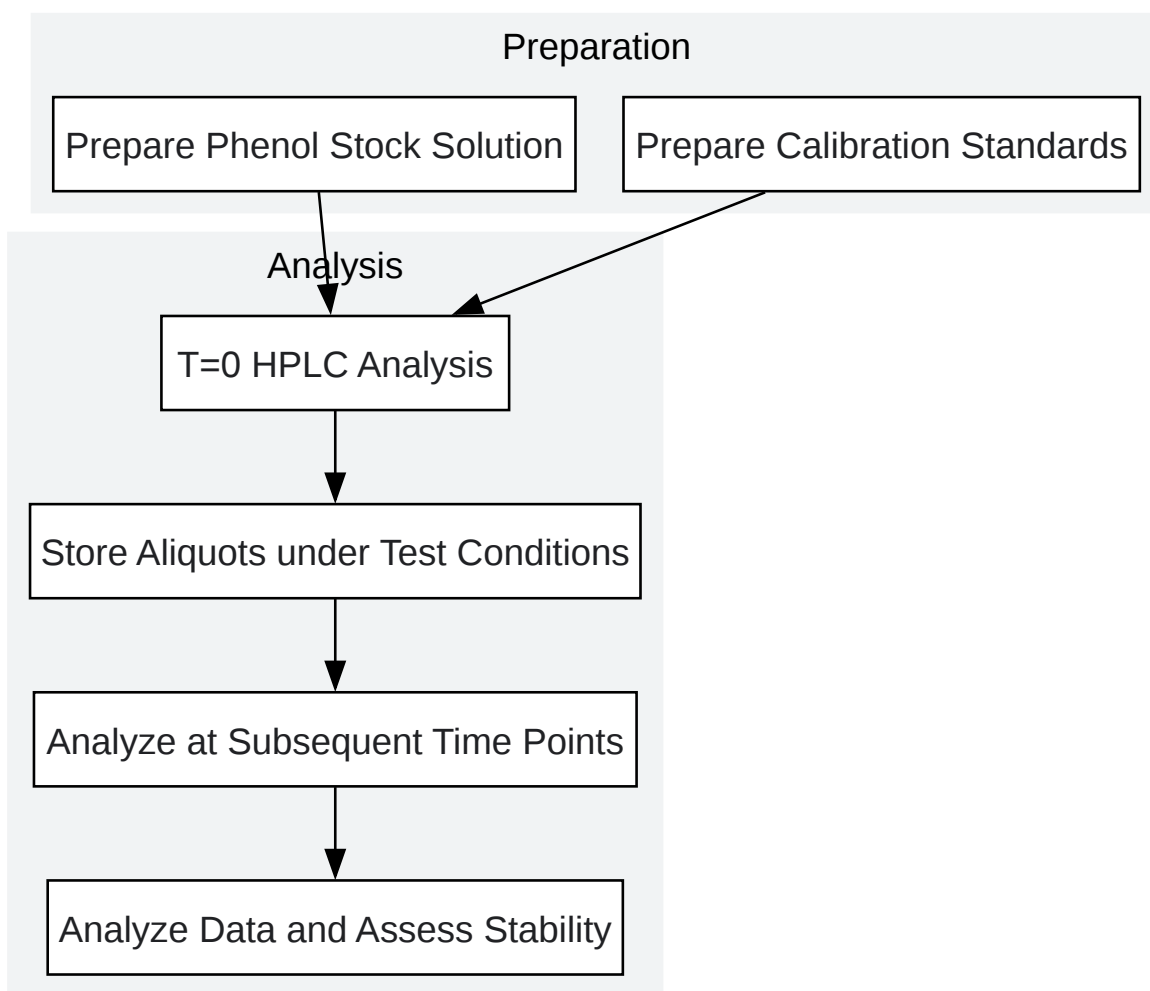 Preparation
Prepare Phenol Stock Solution
Prepare Calibration Standards
Analysis
T=0 HPLC Analysis
Store Aliquots under Test Conditions
Analyze at Subsequent Time Points
Analyze Data and Assess Stability